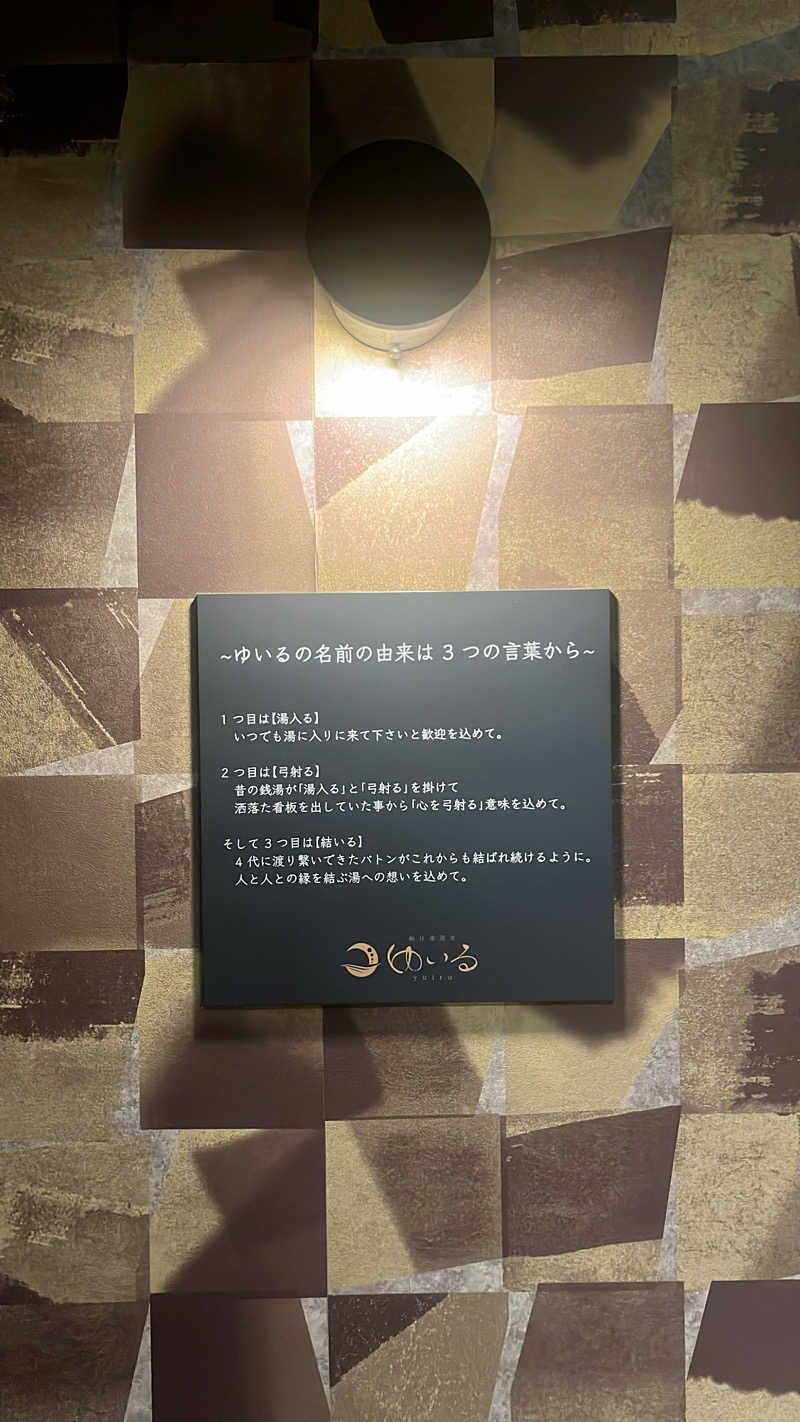 ~ゆいるの名前の由来は 3 つの言葉から~
1 つ目は【湯入る】
いつでも湯に入りに来て下さいと歓迎を込めて。
2 つ目は【弓射る】
昔の銭湯が「湯入る」と「弓射る」を掛けて
洒落た看板を出していた事から「心を弓射る」意味を込めて。
そして 3 つ目は【結いる】
4 代に渡り繋いできたバトンがこれからも結ばれ続けるように。
人と人との縁を結ぶ湯への想いを込めて。
朝日湯源泉
ゆいる
yuiru